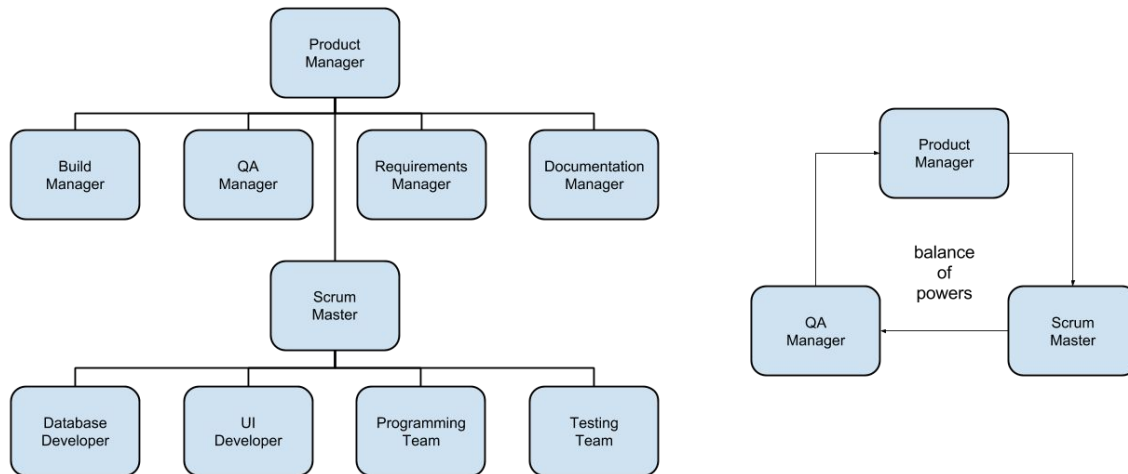 Product
Manager
Build
Manager
QA
Manager
Requirements
Manager
Documentation
Manager
Scrum
Master
Database
Developer
UI
Developer
Programming
Team
Testing
Team
Product
Manager
balance
of
powers
QA
Manager
Scrum
Master